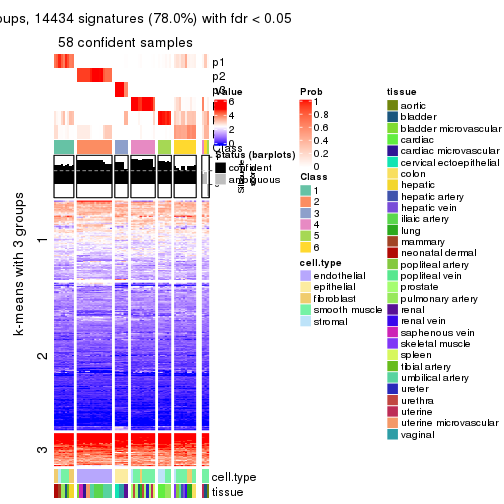 oups, 14434 signatures (78.0%) with fdr < 0.05
58 confident samples
p1
p2
Class
k-means with 3 groups
1
2
3
cell.type
tissue
Value
6
4
2
0
Status (barplots)
confident
ambiguous
Prob
1
0.8
0.6
0.4
0.2
0
Class
1
2
3
4
5
6
cell.type
endothelial
epithelial
fibroblast
smooth muscle
stromal
tissue
aortic
bladder
bladder microvascular
cardiac
cardiac microvascular
cervical ectoepithelial
colon
hepatic
hepatic artery
hepatic vein
iliaic artery
lung
mammary
neonatal dermal
popliteal artery
popliteal vein
prostate
pulmonary artery
renal
renal vein
saphenous vein
skeletal muscle
spleen
tibial artery
umbilical artery
ureter
urethra
uterine
uterine microvascular
vaginal